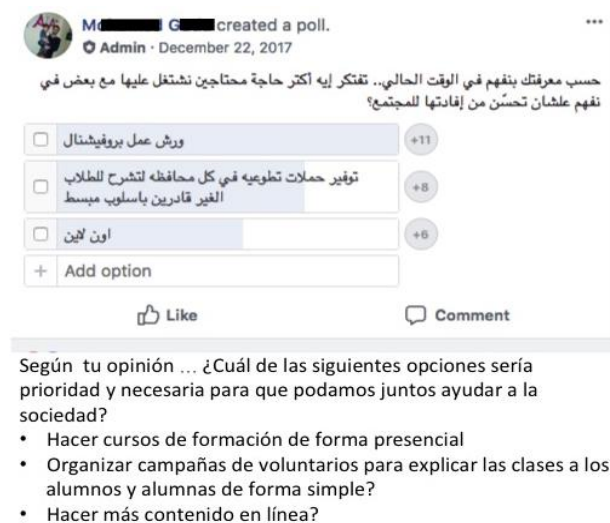 created a poll.
Admin · December 22, 2017
حسب معرفتك بنفهم في الوقت الحالي.. تفتكر إيه أكتر حاجة محتاجين نشتغل عليها مع بعض في
نفهم علشان تحسّن من إفادتها للمجتمع؟
ورش عمل بروفيشنال
+11
توفير حملات تطوعيه في كل محافظه لتشرح للطلاب
الغير قادرين باسلوب مبسط
+8
اون لاين
+6
+ Add option
Like Comment
Según tu opinión ... ¿Cuál de las siguientes opciones sería
prioridad y necesaria para que podamos juntos ayudar a la
sociedad?
• Hacer cursos de formación de forma presencial
• Organizar campañas de voluntarios para explicar las clases a los
alumnos y alumnas de forma simple?
• Hacer más contenido en línea?